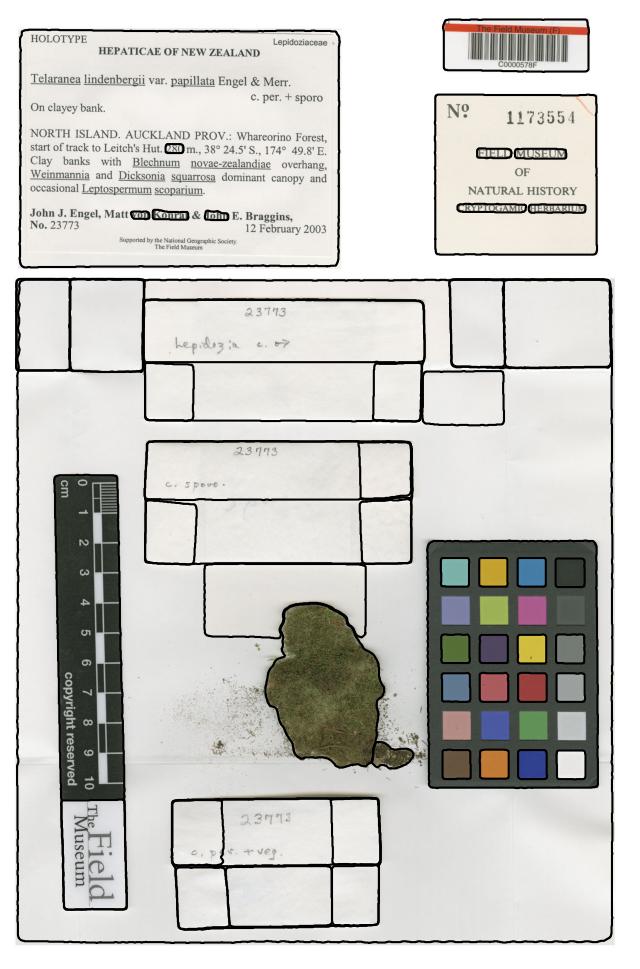 HOLOTYPE
Lepidoziaceae
HEPATICAE OF NEW ZEALAND
Telaranea lindenbergii var. papillata Engel & Merr.
c. per. + sporo
On clayey bank.
NORTH ISLAND. AUCKLAND PROV.: Whareorino Forest,
start of track to Leitch's Hut. 280 m., 38° 24.5' S., 174° 49.8' E.
Clay banks with Blechnum novae-zealandiae overhang,
Weinmannia and Dicksonia squarrosa dominant canopy and
occasional Leptospermum scoparium.
John J. Engel, Matt von Konrat & John E. Braggins,
No. 23773
12 February 2003
Supported by the National Geographic Society
The Field Museum
The Field Museum (F)
C0000578F
No 1173554
FIELD MUSEUM
OF
NATURAL HISTORY
CRYPTOGAMIC HERBARIUM
23773
Lepidozia c. ♂
23773
c. sporo.
0 1 2 3 4 5 6 7 8 9 10
cm
copyright reserved
The Field
Museum
23773
c. per. + veg.